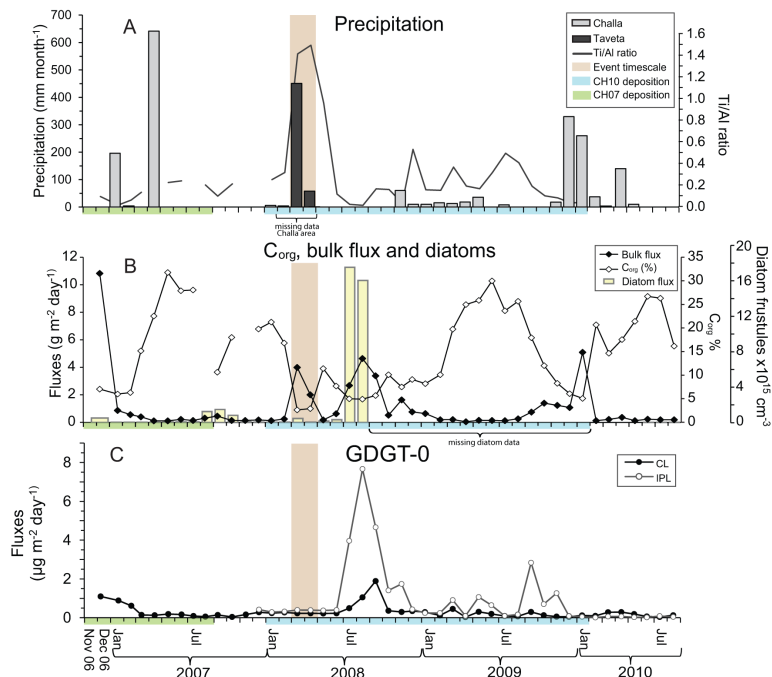 A
Precipitation
Precipitation (mm month-1)
700
600
500
400
300
200
100
0
Challa
Taveta
Ti/Al ratio
Event timescale
CH10 deposition
CH07 deposition
1.6
1.4
1.2
1.0
0.8
0.6
0.4
0.2
0.0
Ti/Al ratio
missing data
Challa area
B
Corg, bulk flux and diatoms
Fluxes (g m-2 day-1)
12
10
8
6
4
2
0
Bulk flux
Corg (%)
Diatom flux
35
30
25
20
15
10
5
0
Corg %
20
16
12
8
4
0
Diatom frustules x10^15 cm-3
missing diatom data
C
GDGT-0
Fluxes
(µg m-2 day-1)
8
6
4
2
0
CL
IPL
Nov 06
Dec 06
Jan
Jul
Jan
Jul
Jan
Jul
Jan
Jul
2007
2008
2009
2010